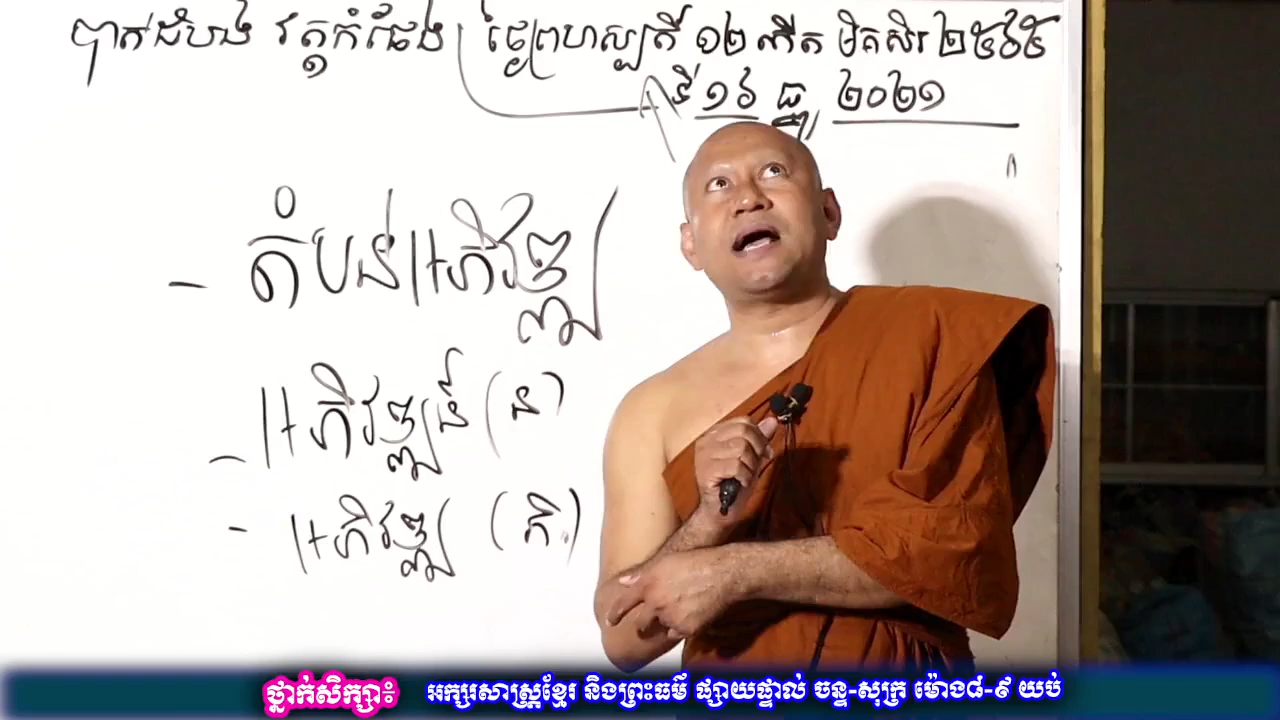 បាត់ដំបង វត្តកំផែង ថ្ងៃព្រហស្បតិ៍ ១២ កើត មិគសិរ ២៥៦៥
ទី ១៦ ធ្នូ ២០២១
- តំបន់អភិវឌ្ឍ
- អភិវឌ្ឍន៍ (ន)
- អភិវឌ្ឍ (កិ.)
ថ្នាក់សិក្សា៖ អក្សរសាស្ត្រខ្មែរ និងព្រះធម៌ ផ្សាយផ្ទាល់ ចន្ទ-សុក្រ ម៉ោង៨-៩ យប់